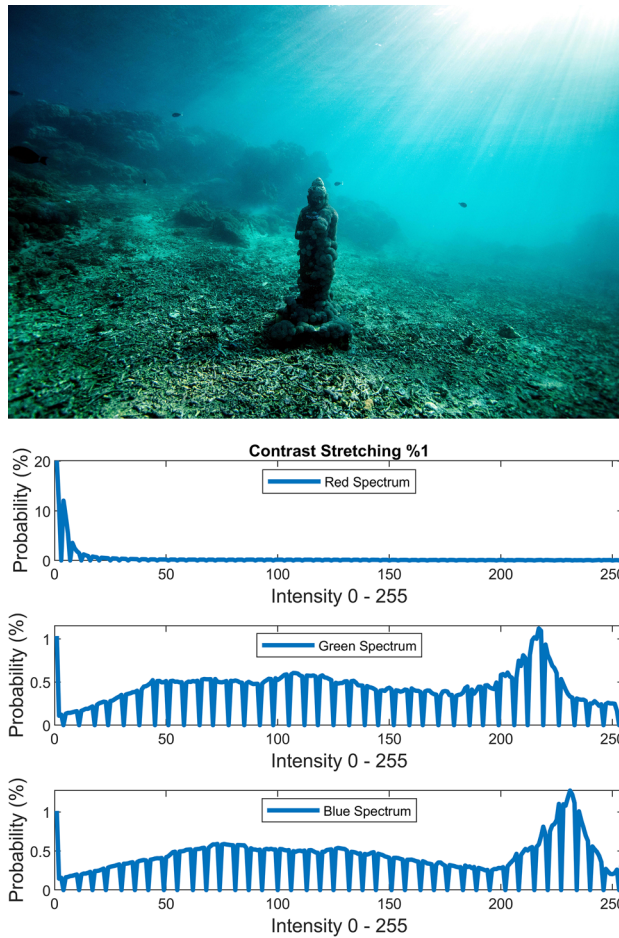 Contrast Stretching %1
Probability (%)
20
10
0
Red Spectrum
0 50 100 150 200 250
Intensity 0 - 255
Probability (%)
1
0.5
0
Green Spectrum
0 50 100 150 200
Intensity 0 - 255
Probability (%)
1
0.5
0
Blue Spectrum
0 50 100 150 200
Intensity 0 - 255